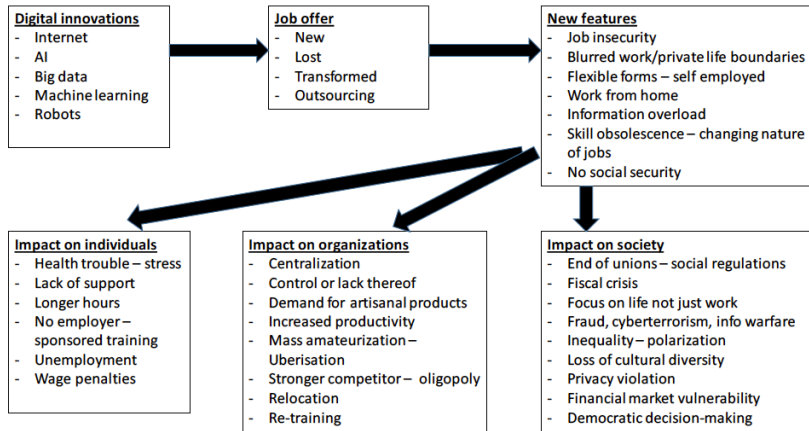 Digital innovations
- Internet
- AI
- Big data
- Machine learning
- Robots
Job offer
- New
- Lost
- Transformed
- Outsourcing
New features
- Job insecurity
- Blurred work/private life boundaries
- Flexible forms – self employed
- Work from home
- Information overload
- Skill obsolescence – changing nature
of jobs
- No social security
Impact on individuals
- Health trouble – stress
- Lack of support
- Longer hours
- No employer –
sponsored training
- Unemployment
- Wage penalties
Impact on organizations
- Centralization
- Control or lack thereof
- Demand for artisanal products
- Increased productivity
- Mass amateurization –
Uberisation
- Stronger competitor – oligopoly
- Relocation
- Re-training
Impact on society
- End of unions – social regulations
- Fiscal crisis
- Focus on life not just work
- Fraud, cyberterrorism, info warfare
- Inequality – polarization
- Loss of cultural diversity
- Privacy violation
- Financial market vulnerability
- Democratic decision-making